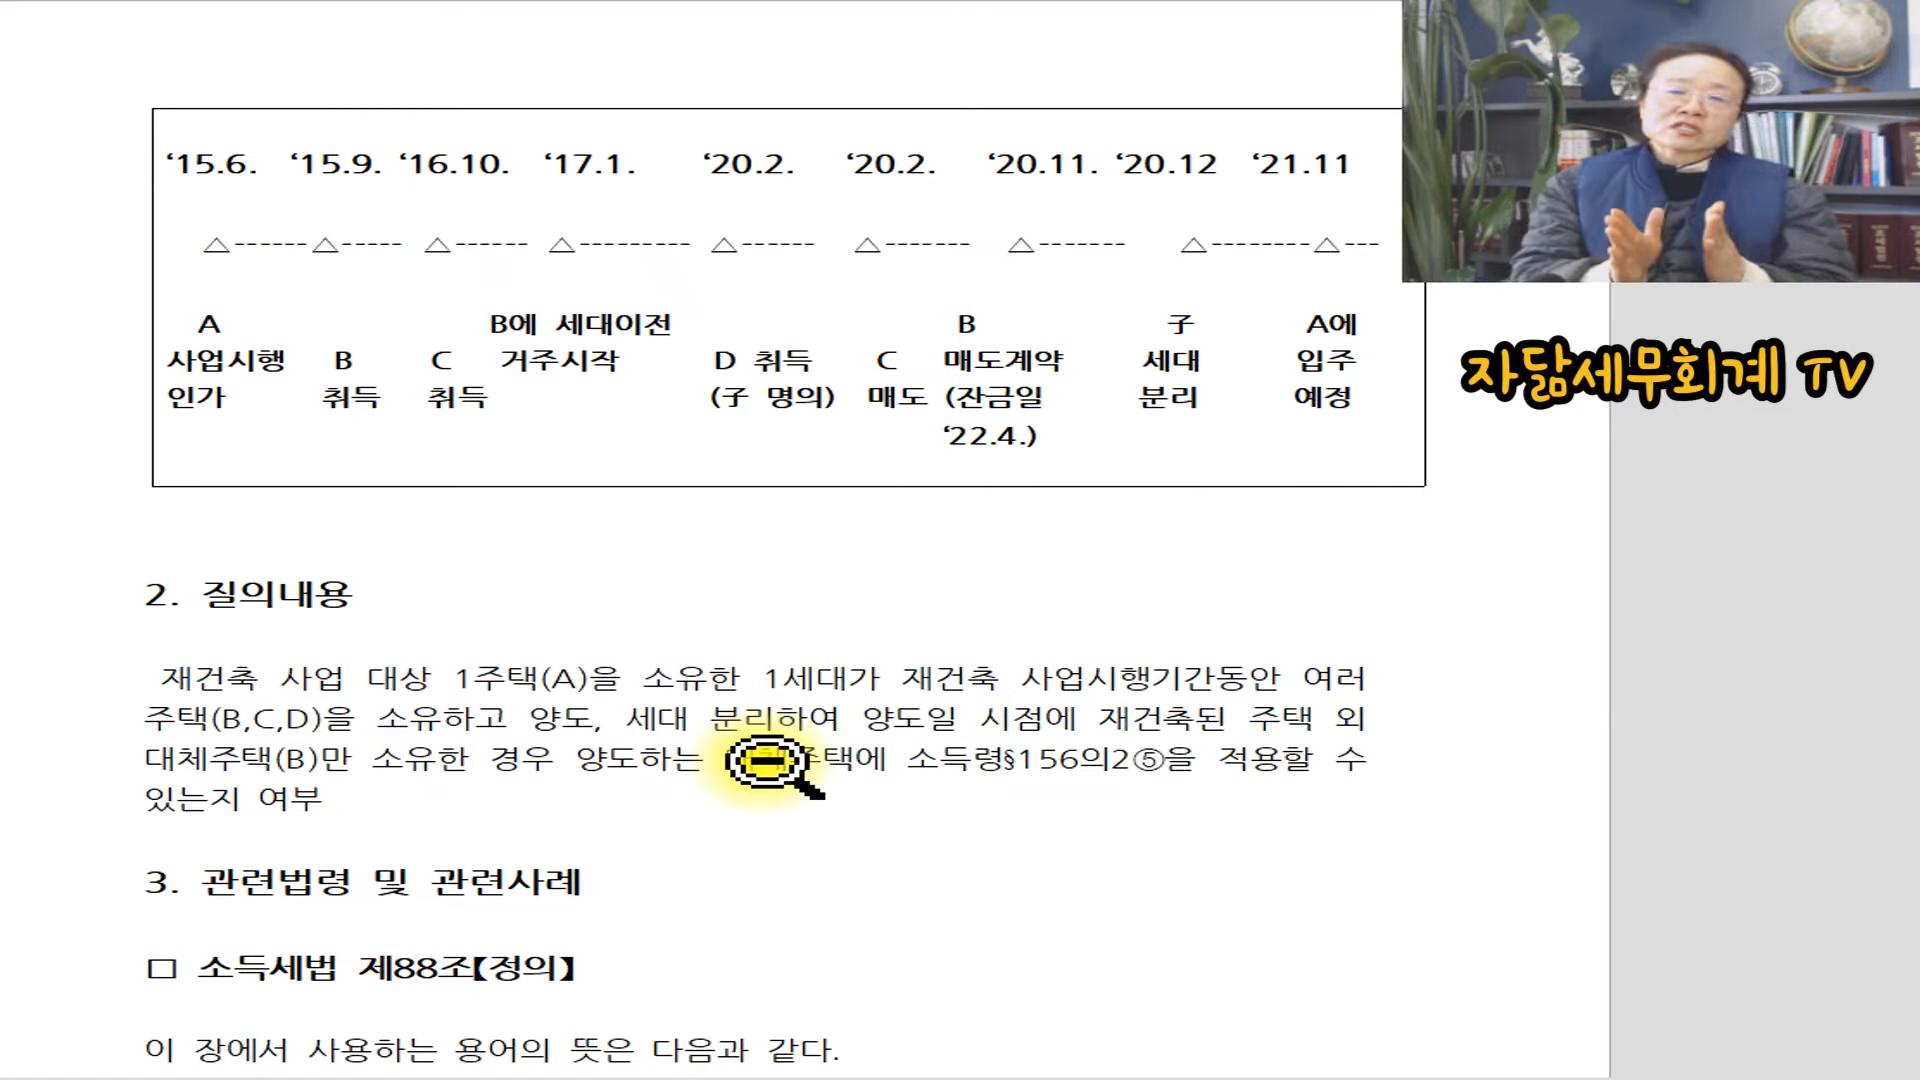 ‘15.6. ‘15.9. ‘16.10. ‘17.1. ‘20.2. ‘20.2. ‘20.11. ‘20.12 ‘21.11
△------△-----△------△---------△------△-------△-------△--------△---
A B에 세대이전 B 子 A에
사업시행 B C 거주시작 D 취득 C 매도계약 세대 입주
인가 취득 취득 (子 명의) 매도 (잔금일 분리 예정
‘22.4.)
자닮세무회계 TV
2. 질의내용
재건축 사업 대상 1주택(A)을 소유한 1세대가 재건축 사업시행기간동안 여러
주택(B,C,D)을 소유하고 양도, 세대 분리하여 양도일 시점에 재건축된 주택 외
대체주택(B)만 소유한 경우 양도하는 소득령§156의2⑤을 적용할 수
있는지 여부
3. 관련법령 및 관련사례
□ 소득세법 제88조【정의】
이 장에서 사용하는 용어의 뜻은 다음과 같다.